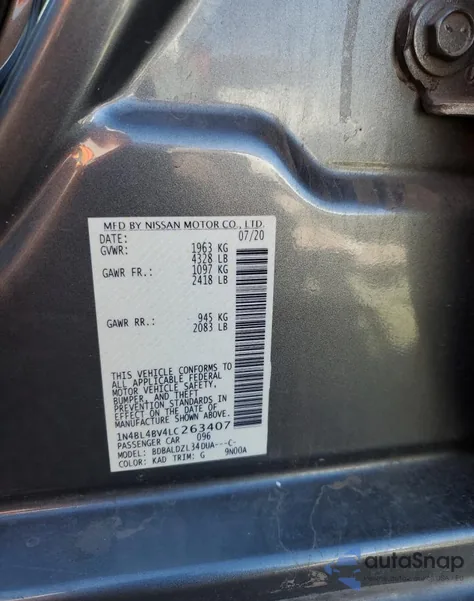 MFD BY NISSAN MOTOR CO., LTD.
DATE: 07/20
GVWR: 1963 KG
4328 LB
GAWR FR.: 1097 KG
2418 LB
GAWR RR.: 945 KG
2083 LB
THIS VEHICLE CONFORMS TO
ALL APPLICABLE FEDERAL
MOTOR VEHICLE SAFETY,
BUMPER, AND THEFT
PREVENTION STANDARDS IN
EFFECT ON THE DATE OF
MANUFACTURE SHOWN ABOVE.
1N4BL4BV4LC263407
PASSENGER CAR 096
MODEL: BDBALDZL34DUA---C-
COLOR: KAD TRIM: G 9N00A
autoSnap